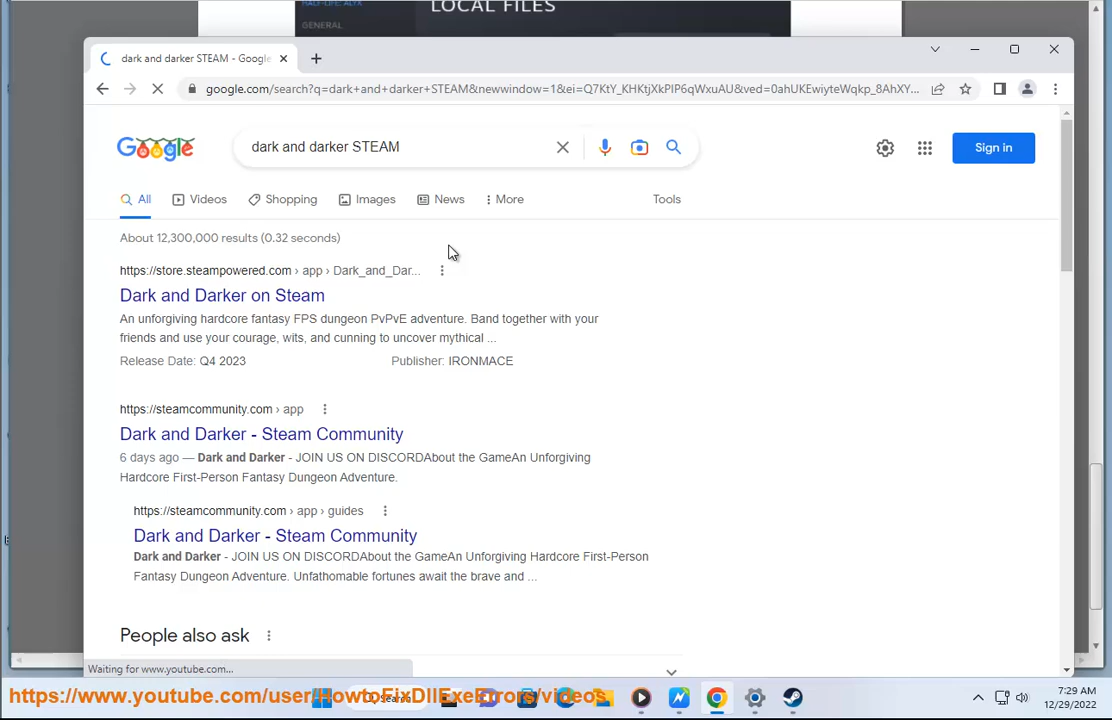 HALF-LIFE: ALYX
LOCAL FILES
GENERAL
dark and darker STEAM - Google
google.com/search?q=dark+and+darker+STEAM&newwindow=1&ei=Q7KtY_KHKtjXkPIP6qWxuAU&ved=0ahUKEwiyteWqkp_8AhXY...
Google
dark and darker STEAM
Sign in
All
Videos
Shopping
Images
News
More
Tools
About 12,300,000 results (0.32 seconds)
https://store.steampowered.com › app › Dark_and_Dar...
Dark and Darker on Steam
An unforgiving hardcore fantasy FPS dungeon PvPvE adventure. Band together with your
friends and use your courage, wits, and cunning to uncover mythical ...
Release Date: Q4 2023
Publisher: IRONMACE
https://steamcommunity.com › app
Dark and Darker - Steam Community
6 days ago — Dark and Darker - JOIN US ON DISCORDAbout the GameAn Unforgiving
Hardcore First-Person Fantasy Dungeon Adventure.
https://steamcommunity.com › app › guides
Dark and Darker - Steam Community
Dark and Darker - JOIN US ON DISCORDAbout the GameAn Unforgiving Hardcore First-Person
Fantasy Dungeon Adventure. Unfathomable fortunes await the brave and ...
People also ask
Waiting for www.youtube.com...
https://www.youtube.com/user/HowtoFixDllExeErrors/videos.
Search
7:29 AM
12/29/2022